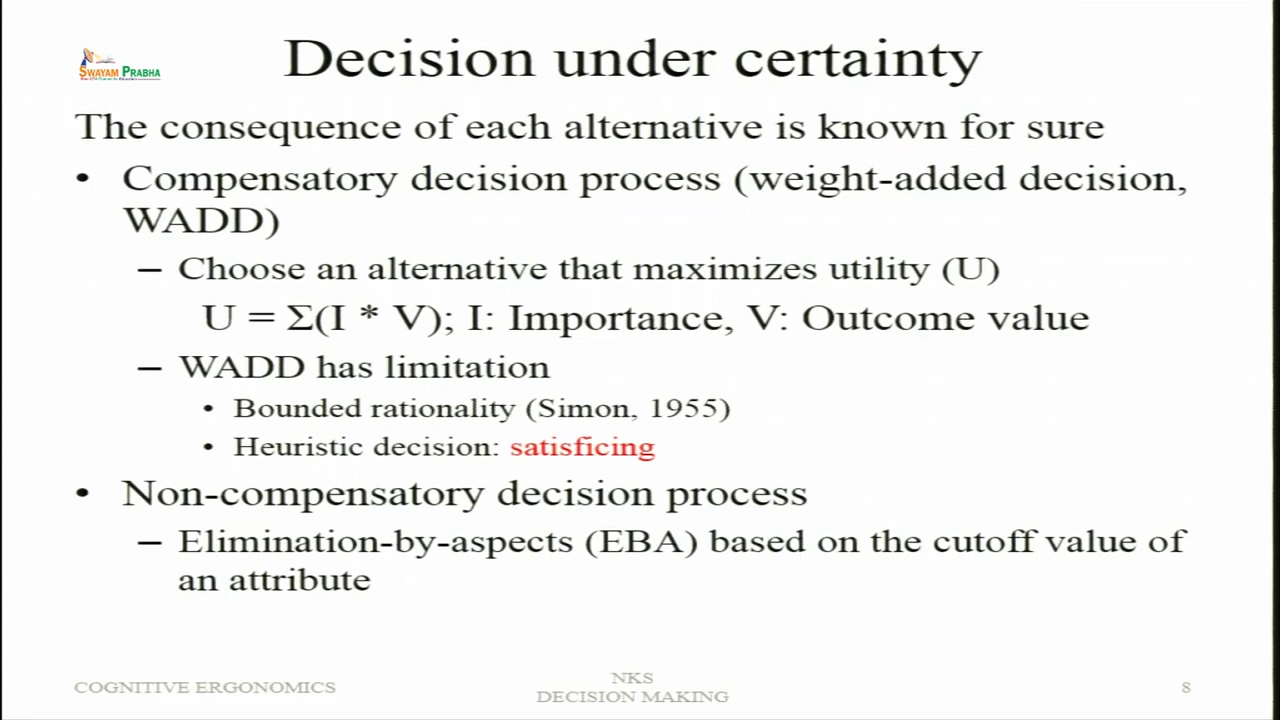 Decision under certainty
SWAYAM PRABHA
The consequence of each alternative is known for sure
• Compensatory decision process (weight-added decision,
WADD)
– Choose an alternative that maximizes utility (U)
U = Σ(I * V); I: Importance, V: Outcome value
– WADD has limitation
• Bounded rationality (Simon, 1955)
• Heuristic decision: satisficing
• Non-compensatory decision process
– Elimination-by-aspects (EBA) based on the cutoff value of
an attribute
COGNITIVE ERGONOMICS
NKS
DECISION MAKING
8